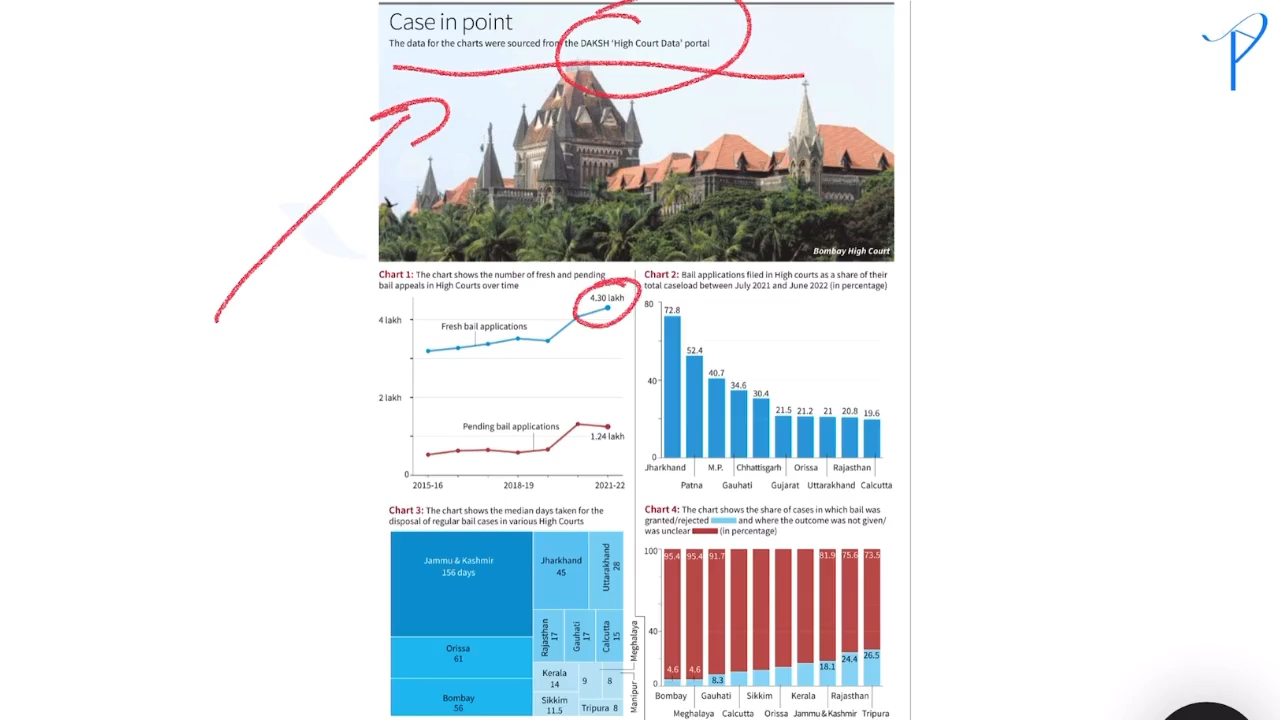 Case in point
The data for the charts were sourced from the DAKSH 'High Court Data' portal
Bombay High Court
Chart 1: The chart shows the number of fresh and pending
bail appeals in High Courts over time
4.30 lakh
4 lakh
Fresh bail applications
2 lakh
Pending bail applications
1.24 lakh
0
2015-16 2018-19 2021-22
Chart 2: Bail applications filed in High courts as a share of their
total caseload between July 2021 and June 2022 (in percentage)
80
72.8
52.4
40.7
40
34.6
30.4
21.5 21.2 21 20.8 19.6
0
Jharkhand M.P. Chhattisgarh Orissa Rajasthan
Patna Gauhati Gujarat Uttarakhand Calcutta
Chart 3: The chart shows the median days taken for the
disposal of regular bail cases in various High Courts
Jammu & Kashmir
156 days
Orissa
61
Bombay
56
Jharkhand
45
Uttarakhand
28
Rajasthan
17
Gauhati
17
Calcutta
15
Kerala
14
Sikkim
11.5
9
8
Tripura 8
Meghalaya
Manipur
Chart 4: The chart shows the share of cases in which bail was
granted/rejected and where the outcome was not given/
was unclear (in percentage)
100
95.4 95.4 91.7 81.9 75.6 73.5
40
4.6 4.6 8.3 18.1 24.4 26.5
0
Bombay Gauhati Sikkim Kerala Rajasthan
Meghalaya Calcutta Orissa Jammu & Kashmir Tripura
P